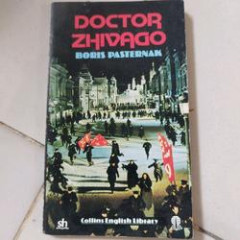 DOCTOR
ZHIVAGO
BORIS PASTERNAK
Collins English Library